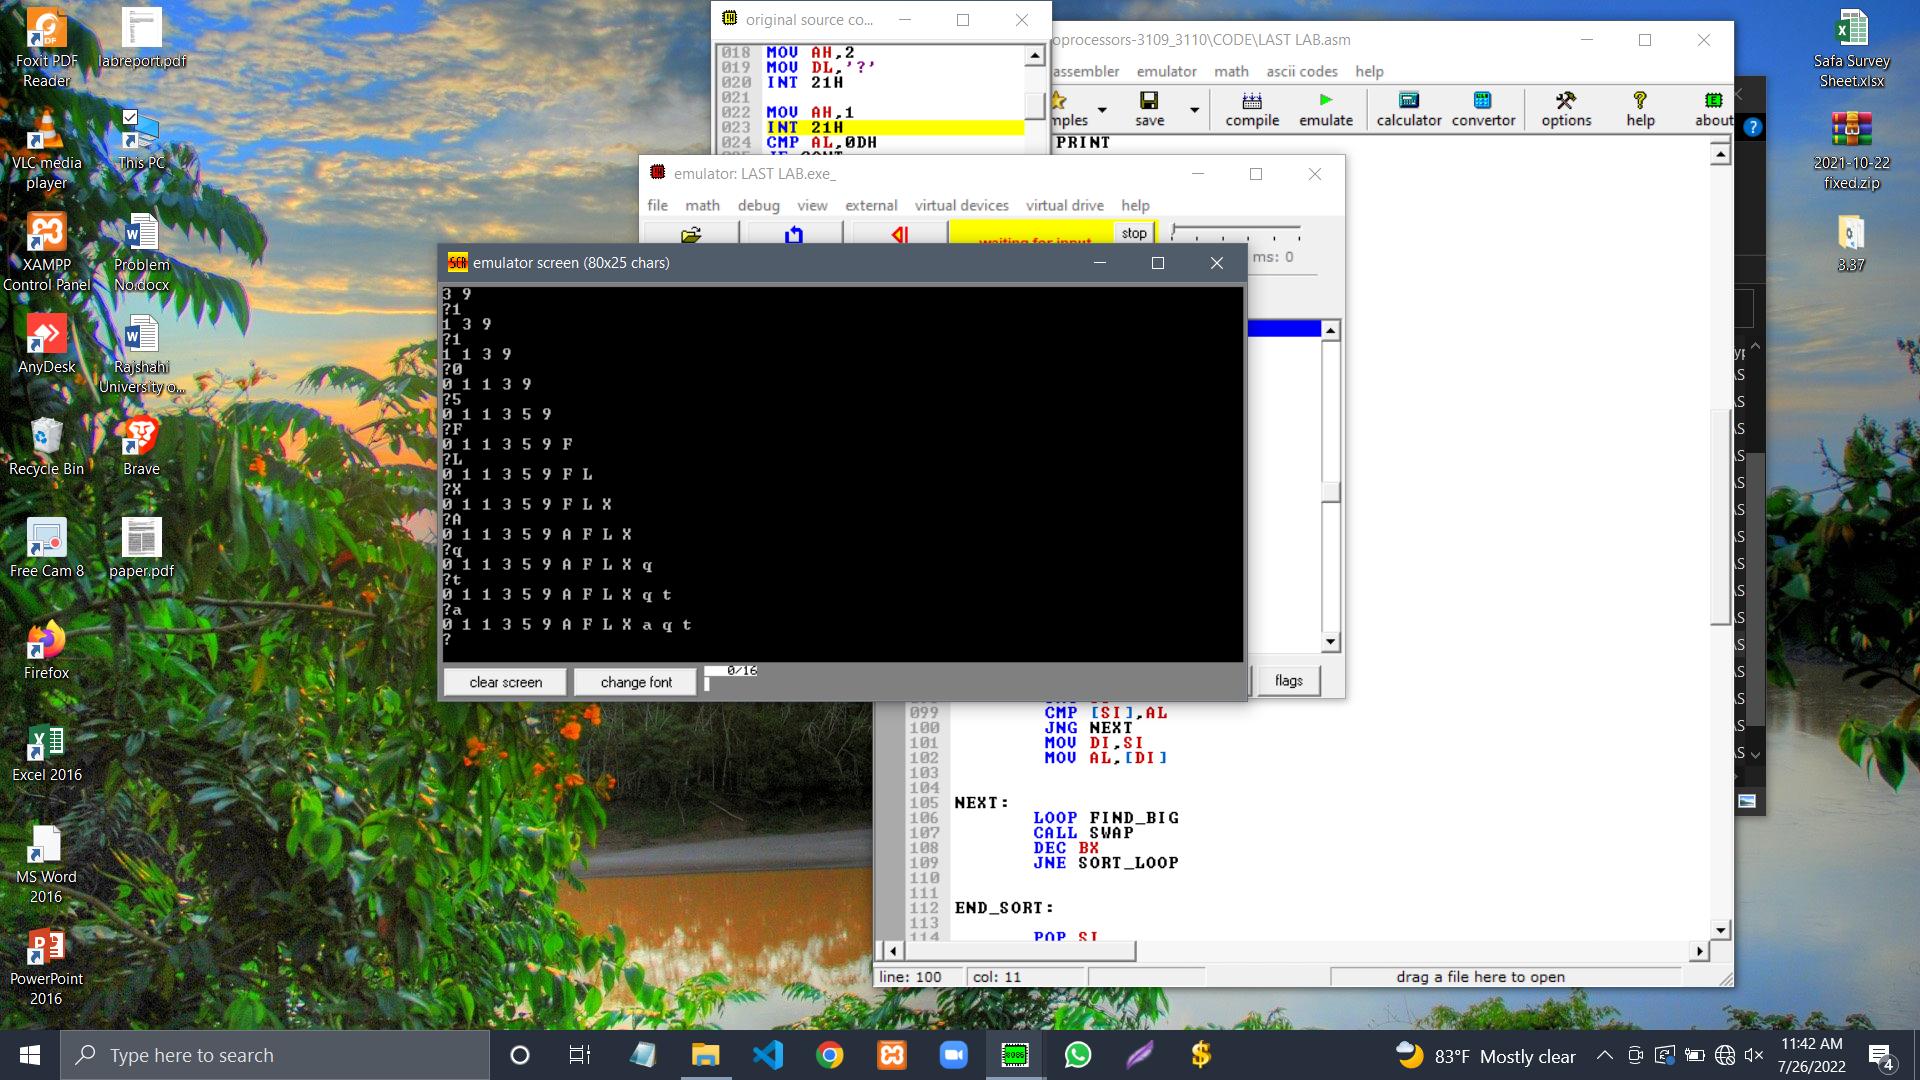 Foxit PDF
Reader
labreport.pdf
VLC media
player
This PC
XAMPP
Control Panel
Problem
No.docx
AnyDesk
Rajshahi
University o...
Recycle Bin
Brave
Free Cam 8
paper.pdf
Firefox
Excel 2016
MS Word
2016
PowerPoint
2016
original source co...
018 MOV AH,2
019 MOV DL,'?'
020 INT 21H
021
022 MOV AH,1
023 INT 21H
024 CMP AL,0DH
oprocessors-3109_3110\CODE\LAST LAB.asm
assembler emulator math ascii codes help
mples save compile emulate calculator convertor options help about
PRINT
emulator: LAST LAB.exe_
file math debug view external virtual devices virtual drive help
waiting for input stop
ms: 0
SCR emulator screen (80x25 chars)
3 9
?1
1 3 9
?1
1 1 3 9
?0
0 1 1 3 9
?5
0 1 1 3 5 9
?F
0 1 1 3 5 9 F
?L
0 1 1 3 5 9 F L
?X
0 1 1 3 5 9 F L X
?A
0 1 1 3 5 9 A F L X
?q
0 1 1 3 5 9 A F L X q
?t
0 1 1 3 5 9 A F L X q t
?a
0 1 1 3 5 9 A F L X a q t
?
clear screen change font 0/16
flags
099 CMP [SI],AL
100 JNG NEXT
101 MOV DI,SI
102 MOV AL,[DI]
103
104
105 NEXT:
106 LOOP FIND_BIG
107 CALL SWAP
108 DEC BX
109 JNE SORT_LOOP
110
111
112 END_SORT:
113
114 POP SI
line: 100 col: 11 drag a file here to open
Safa Survey
Sheet.xlsx
2021-10-22
fixed.zip
3.37
Type here to search
83°F Mostly clear
11:42 AM
7/26/2022
4